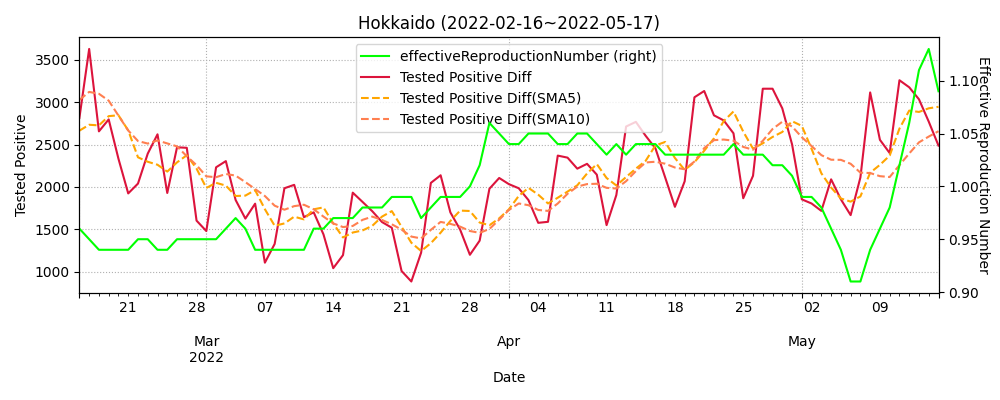 Hokkaido (2022-02-16~2022-05-17)
effectiveReproductionNumber (right)
Tested Positive Diff
Tested Positive Diff(SMA5)
Tested Positive Diff(SMA10)
Tested Positive
3500
3000
2500
2000
1500
1000
Effective Reproduction Number
1.10
1.05
1.00
0.95
0.90
21 28 07 14 21 28 04 11 18 25 02 09
Mar Apr May
2022
Date